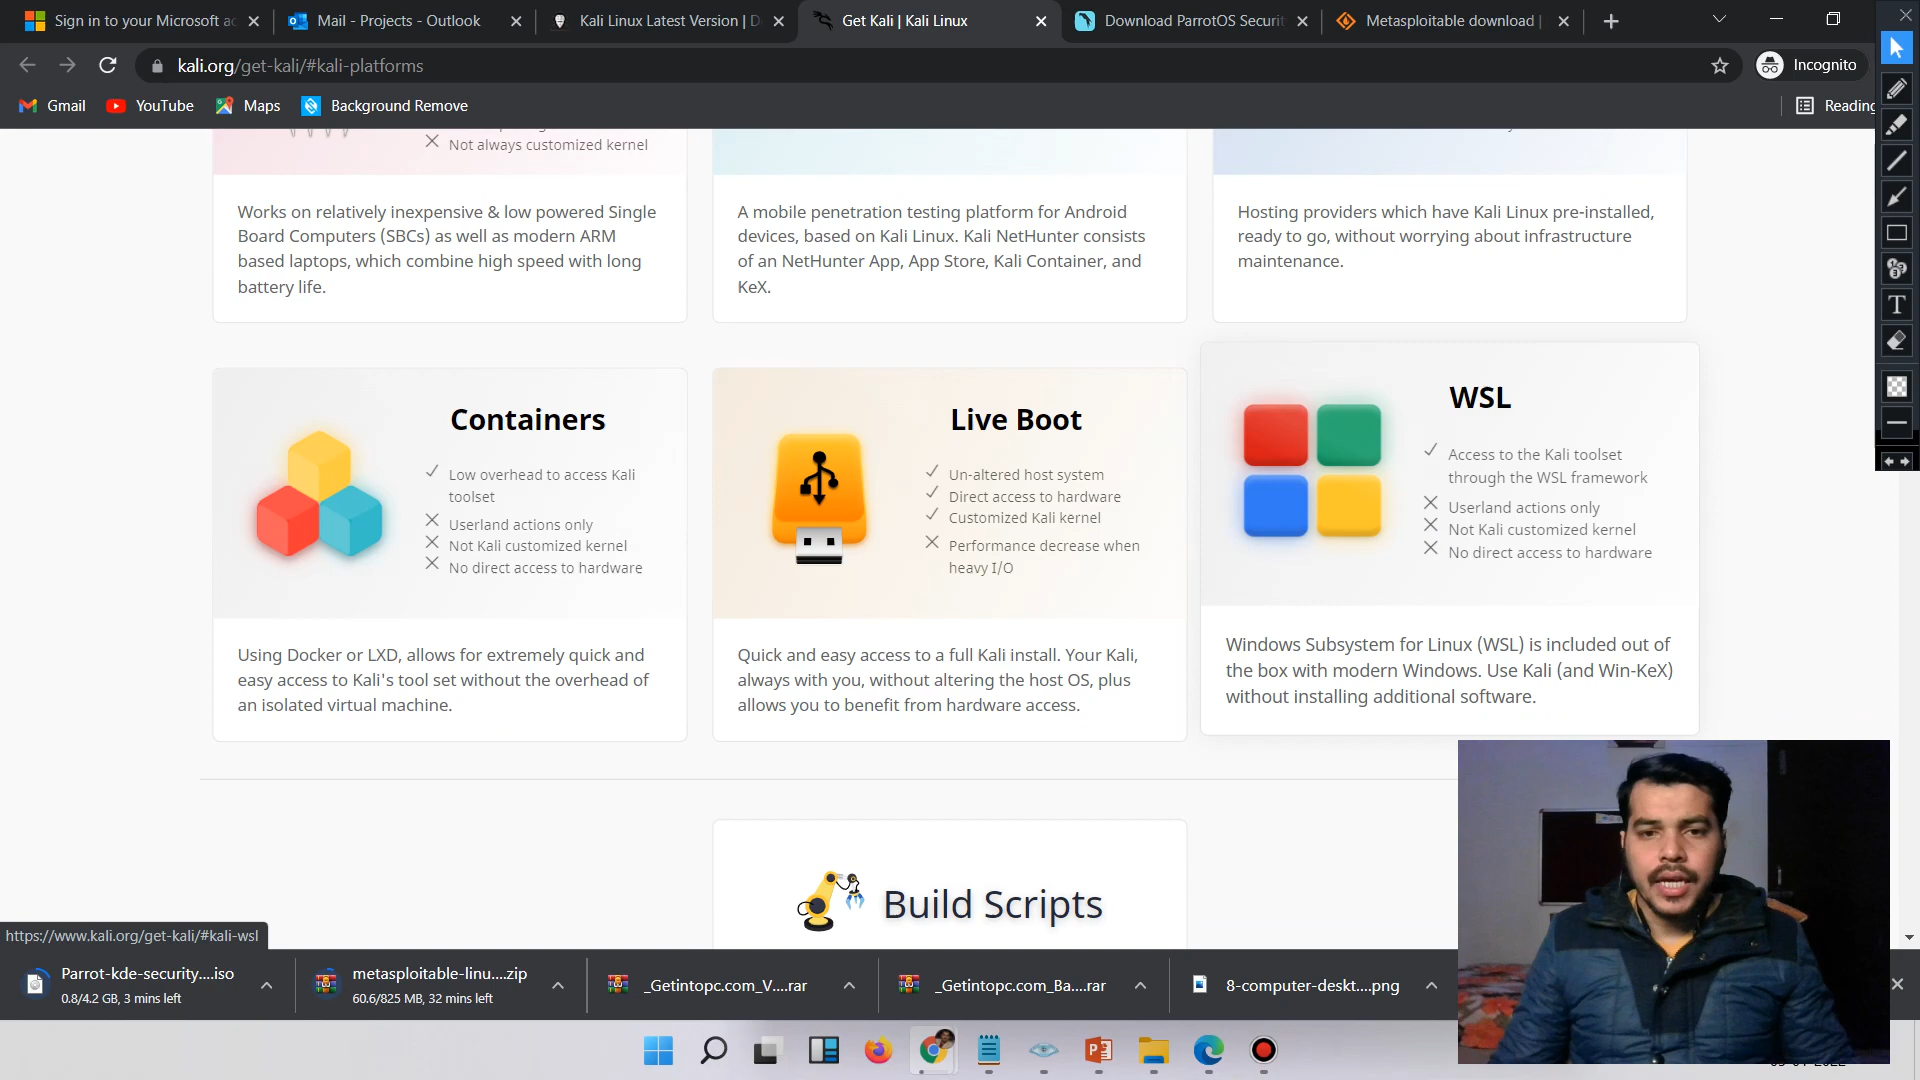 Sign in to your Microsoft ac
Mail - Projects - Outlook
Kali Linux Latest Version | D
Get Kali | Kali Linux
Download ParrotOS Securit
Metasploitable download |
kali.org/get-kali/#kali-platforms
Incognito
Gmail
YouTube
Maps
Background Remove
Reading
Not always customized kernel
Works on relatively inexpensive & low powered Single
Board Computers (SBCs) as well as modern ARM
based laptops, which combine high speed with long
battery life.
A mobile penetration testing platform for Android
devices, based on Kali Linux. Kali NetHunter consists
of an NetHunter App, App Store, Kali Container, and
KeX.
Hosting providers which have Kali Linux pre-installed,
ready to go, without worrying about infrastructure
maintenance.
Containers
Low overhead to access Kali
toolset
Userland actions only
Not Kali customized kernel
No direct access to hardware
Using Docker or LXD, allows for extremely quick and
easy access to Kali's tool set without the overhead of
an isolated virtual machine.
Live Boot
Un-altered host system
Direct access to hardware
Customized Kali kernel
Performance decrease when
heavy I/O
Quick and easy access to a full Kali install. Your Kali,
always with you, without altering the host OS, plus
allows you to benefit from hardware access.
WSL
Access to the Kali toolset
through the WSL framework
Userland actions only
Not Kali customized kernel
No direct access to hardware
Windows Subsystem for Linux (WSL) is included out of
the box with modern Windows. Use Kali (and Win-KeX)
without installing additional software.
Build Scripts
https://www.kali.org/get-kali/#kali-wsl
Parrot-kde-security....iso
0.8/4.2 GB, 3 mins left
metasploitable-linu....zip
60.6/825 MB, 32 mins left
_Getintopc.com_V....rar
_Getintopc.com_Ba....rar
8-computer-deskt....png